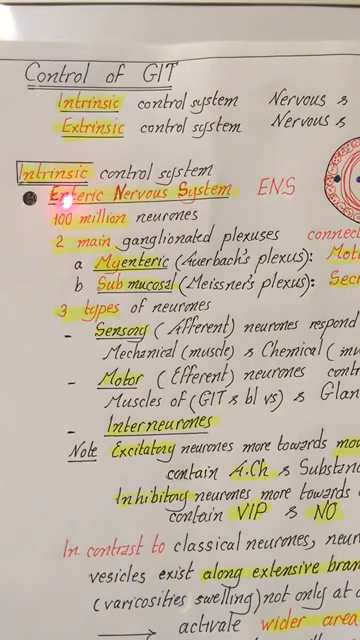 Control of GIT
Intrinsic control system Nervous &
Extrinsic control system Nervous &
Intrinsic control system
Enteric Nervous System ENS
100 million neurones
2 main ganglionated plexuses connec
a Myenteric (Auerbach's plexus): Mot
b Sub mucosal (Meissner's plexus): Sec
3 types of neurones
- Sensory (Afferent) neurones respond
Mechanical (muscle) & Chemical (mu
- Motor (Efferent) neurones contr
Muscles of (GIT & bl vs) & Glan
- Interneurones
Note Excitatory neurones more towards mo
contain A.Ch & Substan
Inhibitory neurones more towards
contain VIP & NO
In contrast to classical neurones, neur
vesicles exist along extensive bran
(varicosities swelling) not only at a
activate wider area